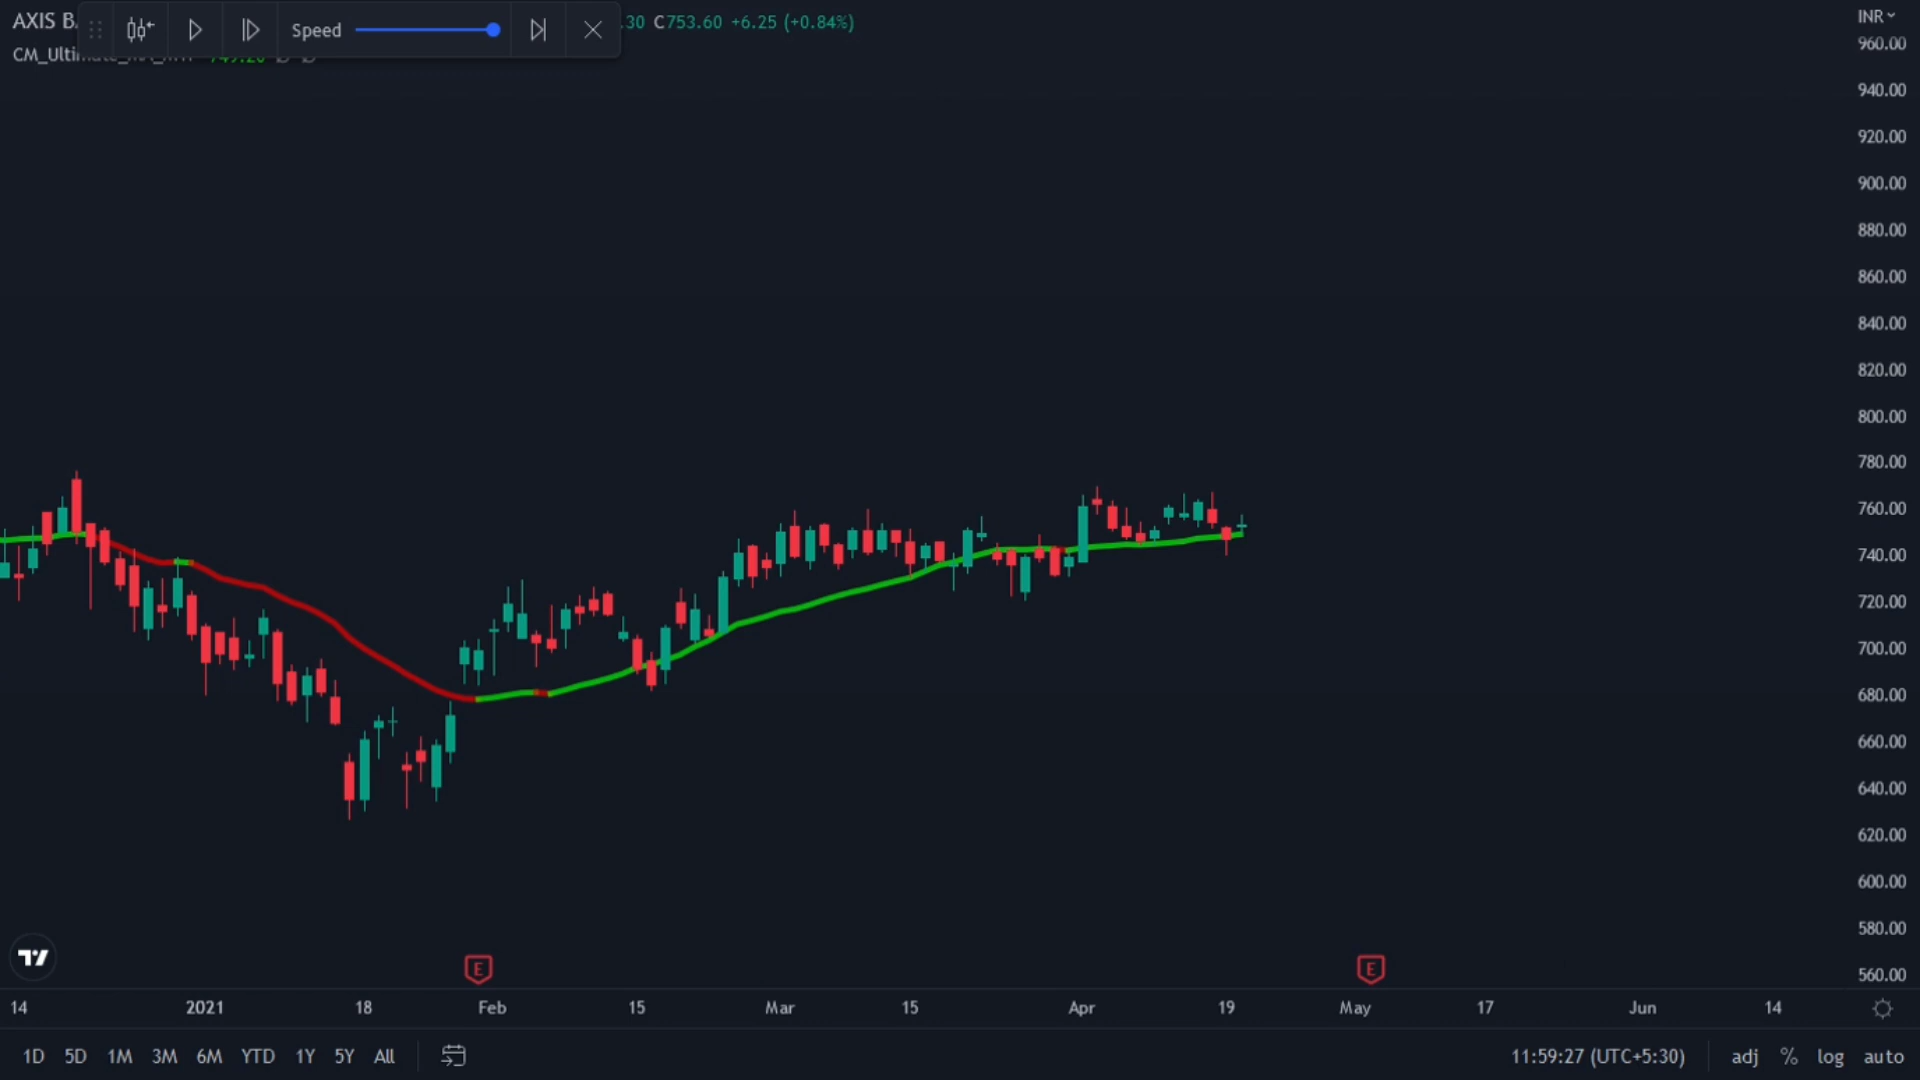 AXIS B
Speed
.30 C753.60 +6.25 (+0.84%)
INR
CM_Ultimate_MA_MTF 749.20 Ø Ø
960.00
940.00
920.00
900.00
880.00
860.00
840.00
820.00
800.00
780.00
760.00
740.00
720.00
700.00
680.00
660.00
640.00
620.00
600.00
580.00
560.00
E E
14 2021 18 Feb 15 Mar 15 Apr 19 May 17 Jun 14
1D 5D 1M 3M 6M YTD 1Y 5Y All 11:59:27 (UTC+5:30) adj % log auto